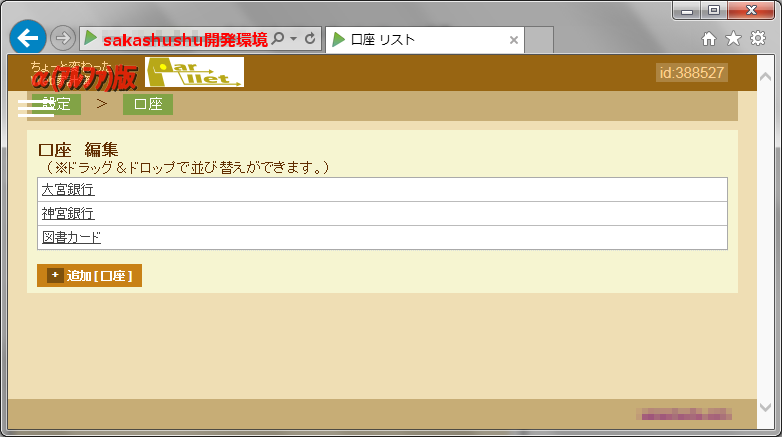 sakashushu開発環境
口座 リスト
ちょーと変わった
α(アルファ)版
Par
llet
id:388527
設定 > 口座
口座 編集
(※ドラッグ＆ドロップで並び替えができます。)
大宮銀行
神宮銀行
図書カード
+ 追加[口座]